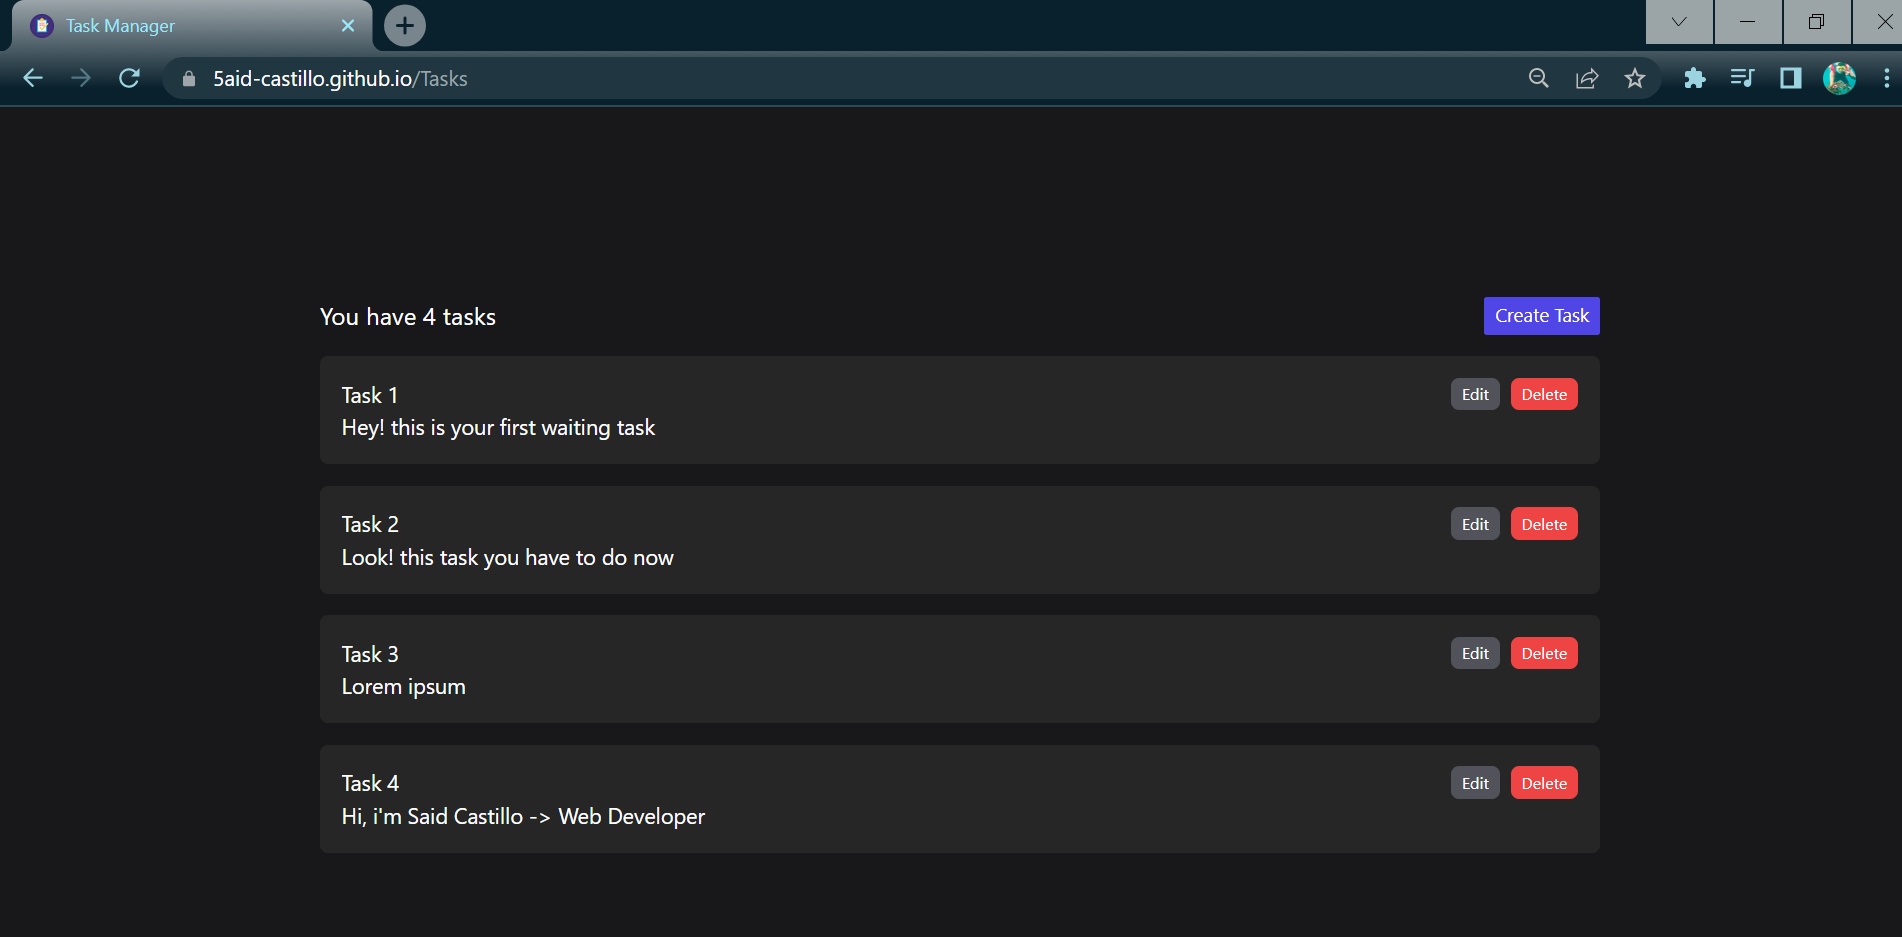 Task Manager
5aid-castillo.github.io/Tasks
You have 4 tasks
Create Task
Task 1
Edit
Delete
Hey! this is your first waiting task
Task 2
Edit
Delete
Look! this task you have to do now
Task 3
Edit
Delete
Lorem ipsum
Task 4
Edit
Delete
Hi, i'm Said Castillo -> Web Developer